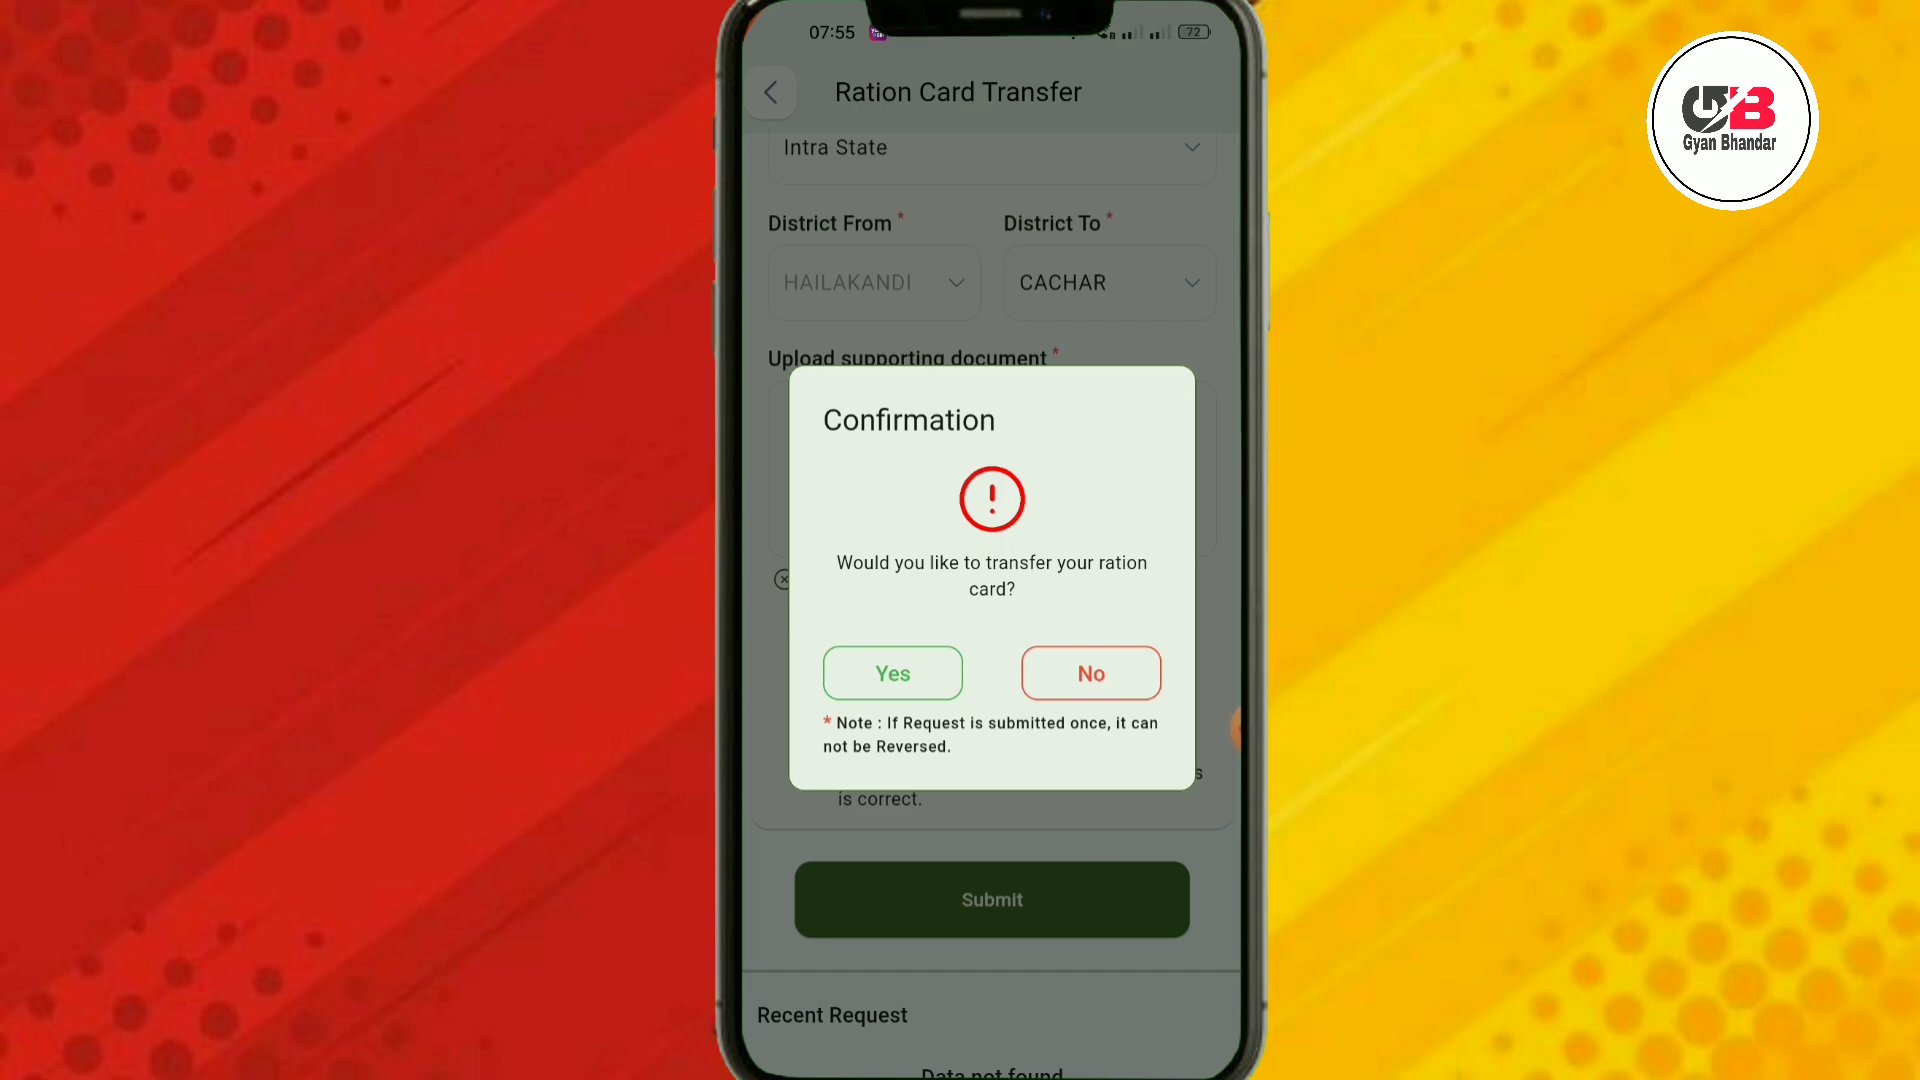 07:55
72
Ration Card Transfer
GB
Gyan Bhandar
Intra State
District From *
District To *
HAILAKANDI
CACHAR
Upload supporting document *
Confirmation
Would you like to transfer your ration
card?
Yes
No
* Note : If Request is submitted once, it can
not be Reversed.
s
is correct.
Submit
Recent Request
Data not found